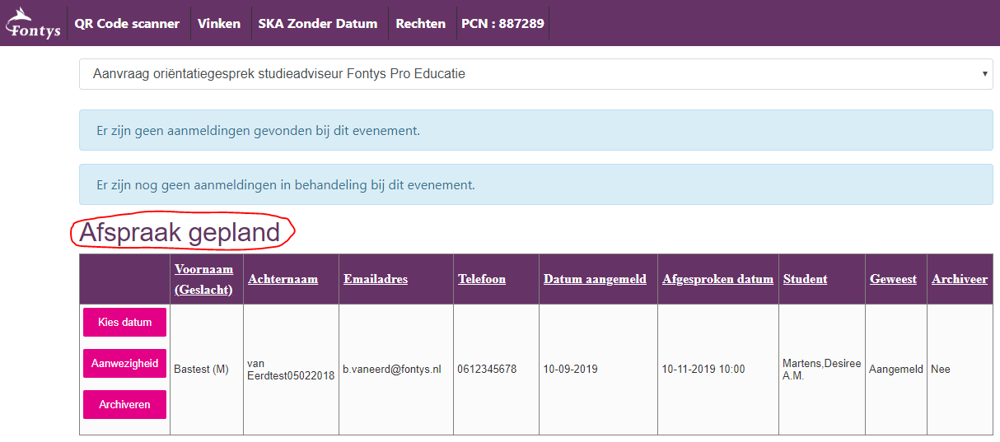 Fontys QR Code scanner Vinken SKA Zonder Datum Rechten PCN : 887289
Aanvraag oriëntatiegesprek studieadviseur Fontys Pro Educatie
Er zijn geen aanmeldingen gevonden bij dit evenement.
Er zijn nog geen aanmeldingen in behandeling bij dit evenement.
Afspraak gepland
Voornaam
(Geslacht)
Achternaam
Emailadres
Telefoon
Datum aangemeld
Afgesproken datum
Student
Geweest
Archiveer
Kies datum
Aanwezigheid
Archiveren
Bastest (M)
van
Eerdtest05022018
b.vaneerd@fontys.nl
0612345678
10-09-2019
10-11-2019 10:00
Martens,Desiree
A.M.
Aangemeld
Nee